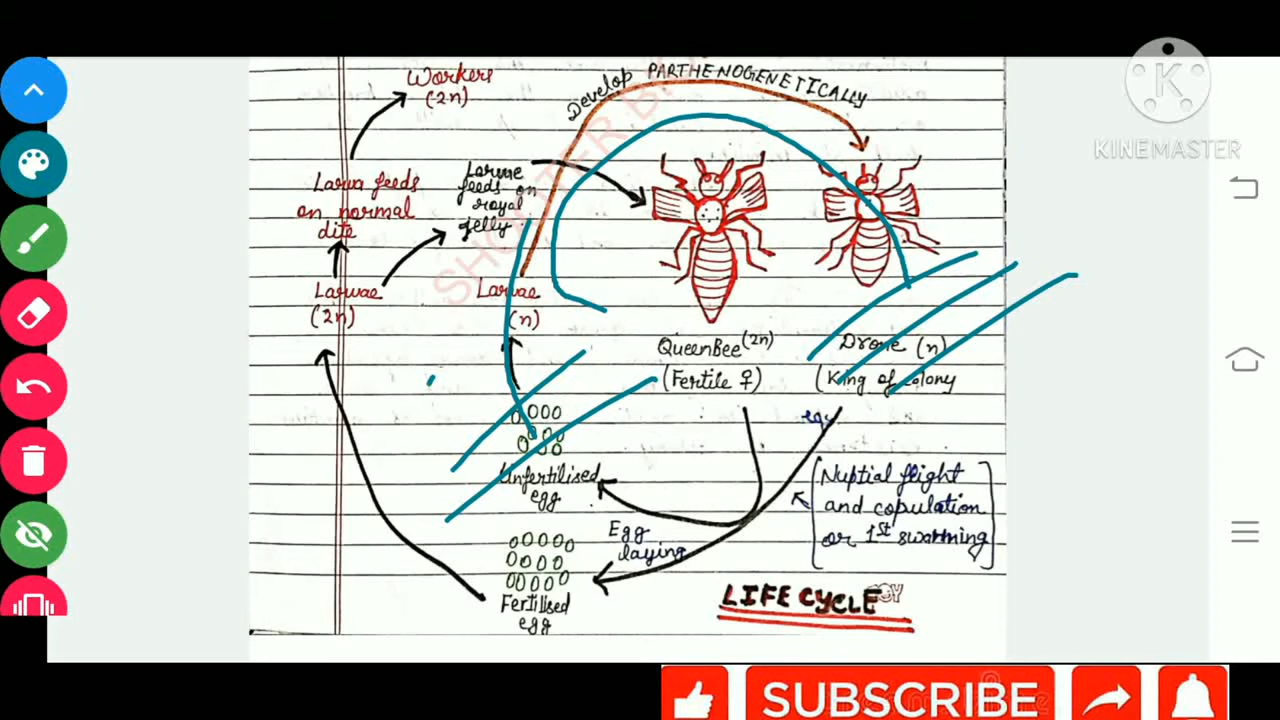 Workers
(2n)
Develop PARTHENOGENETICALLY
KINEMASTER
Larva feeds
on normal
dite
Larvae
feeds on
royal
jelly
Larvae
(2n)
Larvae
(n)
QueenBee (2n)
(Fertile ♀)
Drone (n)
(King of colony
Unfertilised
egg
Egg
laying
Fertilised
egg
[Nuptial flight
and copulation
or 1st swarming]
LIFE CYCLE
SUBSCRIBE